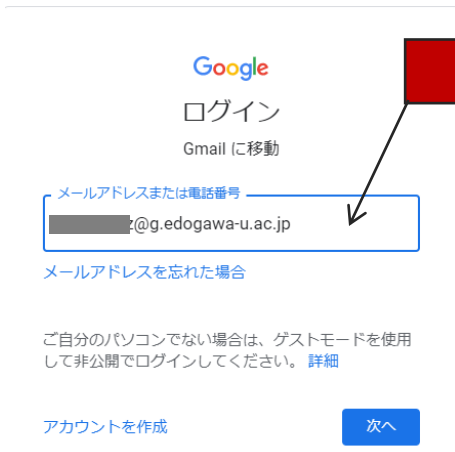 Google
ログイン
Gmail に移動
メールアドレスまたは電話番号
z@g.edogawa-u.ac.jp
メールアドレスを忘れた場合
ご自分のパソコンでない場合は、ゲストモードを使用
して非公開でログインしてください。 詳細
アカウントを作成
次へ